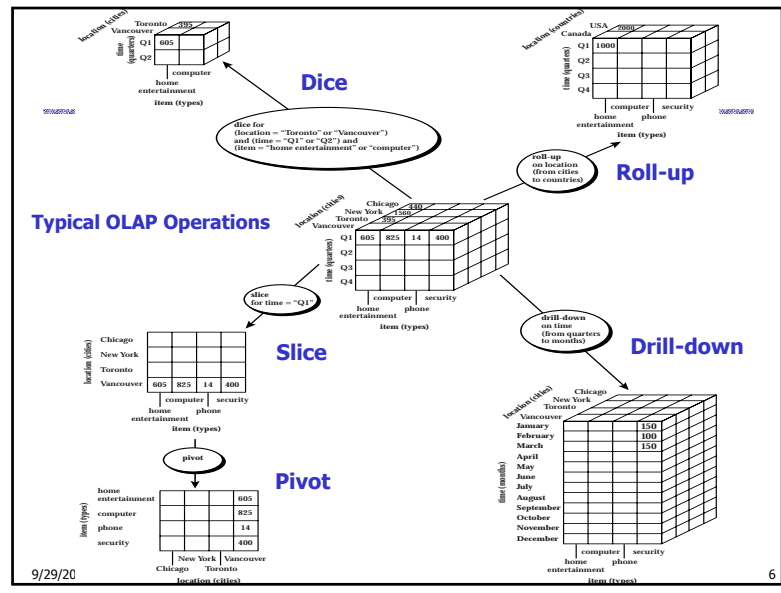 location (cities)
Toronto 395
Vancouver
time
(quarters)
Q1 605
Q2
computer
home
entertainment
item (types)
Dice
dice for
(location = "Toronto" or "Vancouver")
and (time = "Q1" or "Q2") and
(item = "home entertainment" or "computer")
location (countries)
USA 2000
Canada
time (quarters)
Q1 1000
Q2
Q3
Q4
computer security
home phone
entertainment
item (types)
roll-up
on location
(from cities
to countries)
Roll-up
Typical OLAP Operations
location (cities)
Chicago 440
New York 1560
Toronto 395
Vancouver
time (quarters)
Q1 605 825 14 400
Q2
Q3
Q4
computer security
home phone
entertainment
item (types)
slice
for time = "Q1"
Slice
location (cities)
Chicago
New York
Toronto
Vancouver 605 825 14 400
computer security
home phone
entertainment
item (types)
drill-down
on time
(from quarters
to months)
Drill-down
location (cities)
Chicago
New York
Toronto
Vancouver
time (months)
January 150
February 100
March 150
April
May
June
July
August
September
October
November
December
computer security
home phone
entertainment
item (types)
pivot
Pivot
item (types)
home
entertainment 605
computer 825
phone 14
security 400
New York Vancouver
Chicago Toronto
location (cities)
9/29/20
6